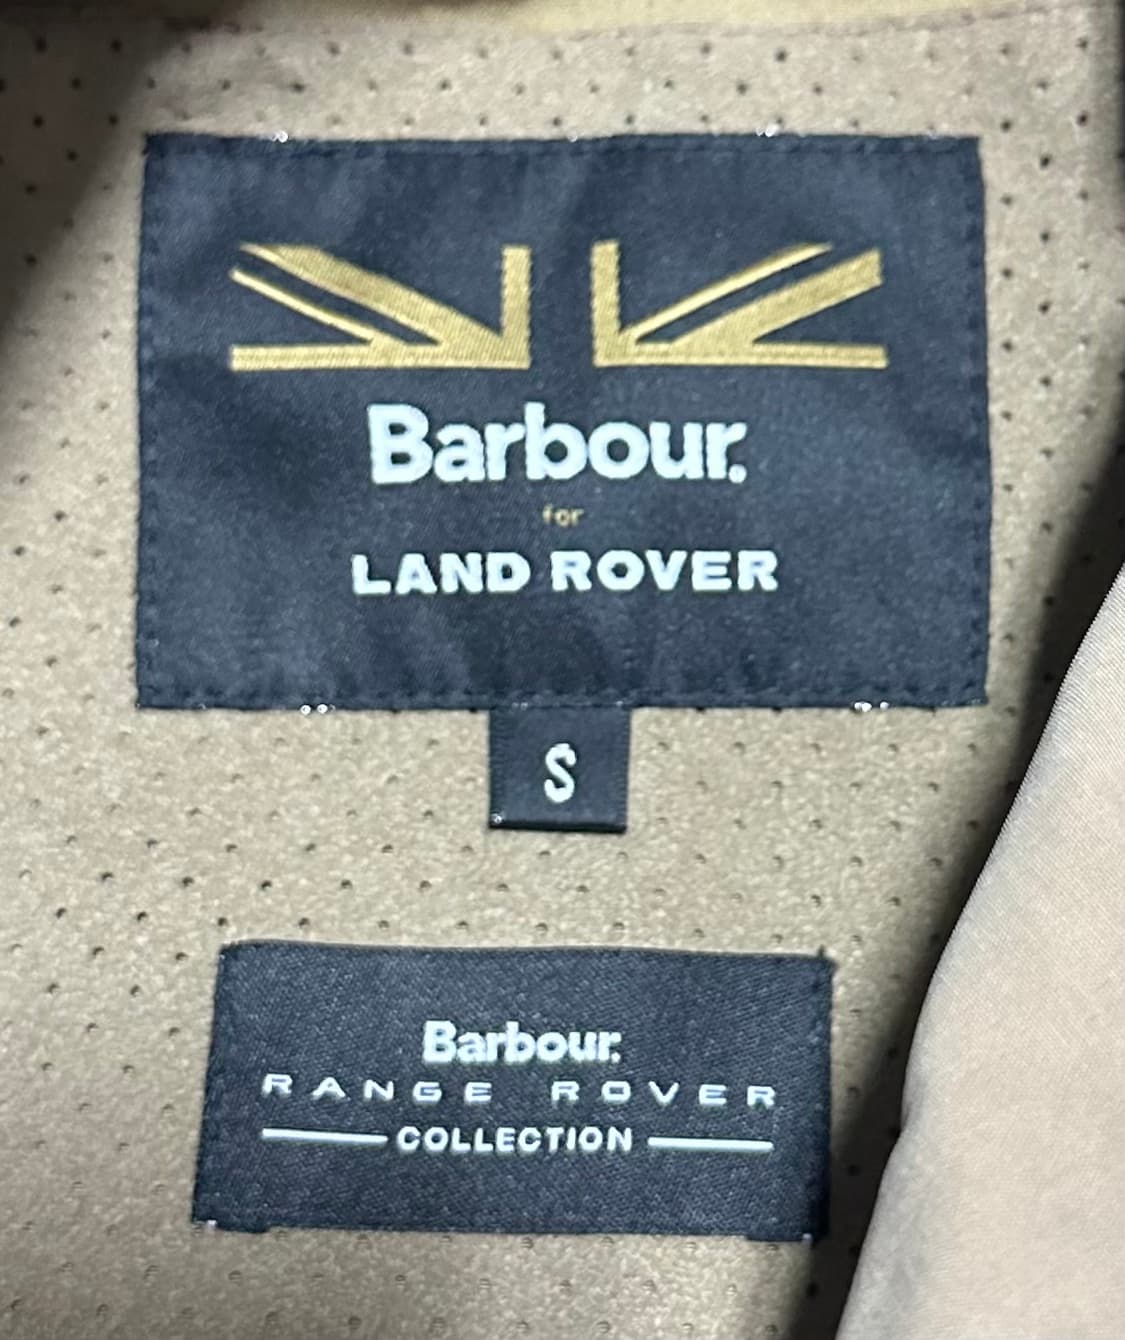 Barbour.
for
LAND ROVER
S
Barbour.
RANGE ROVER
COLLECTION